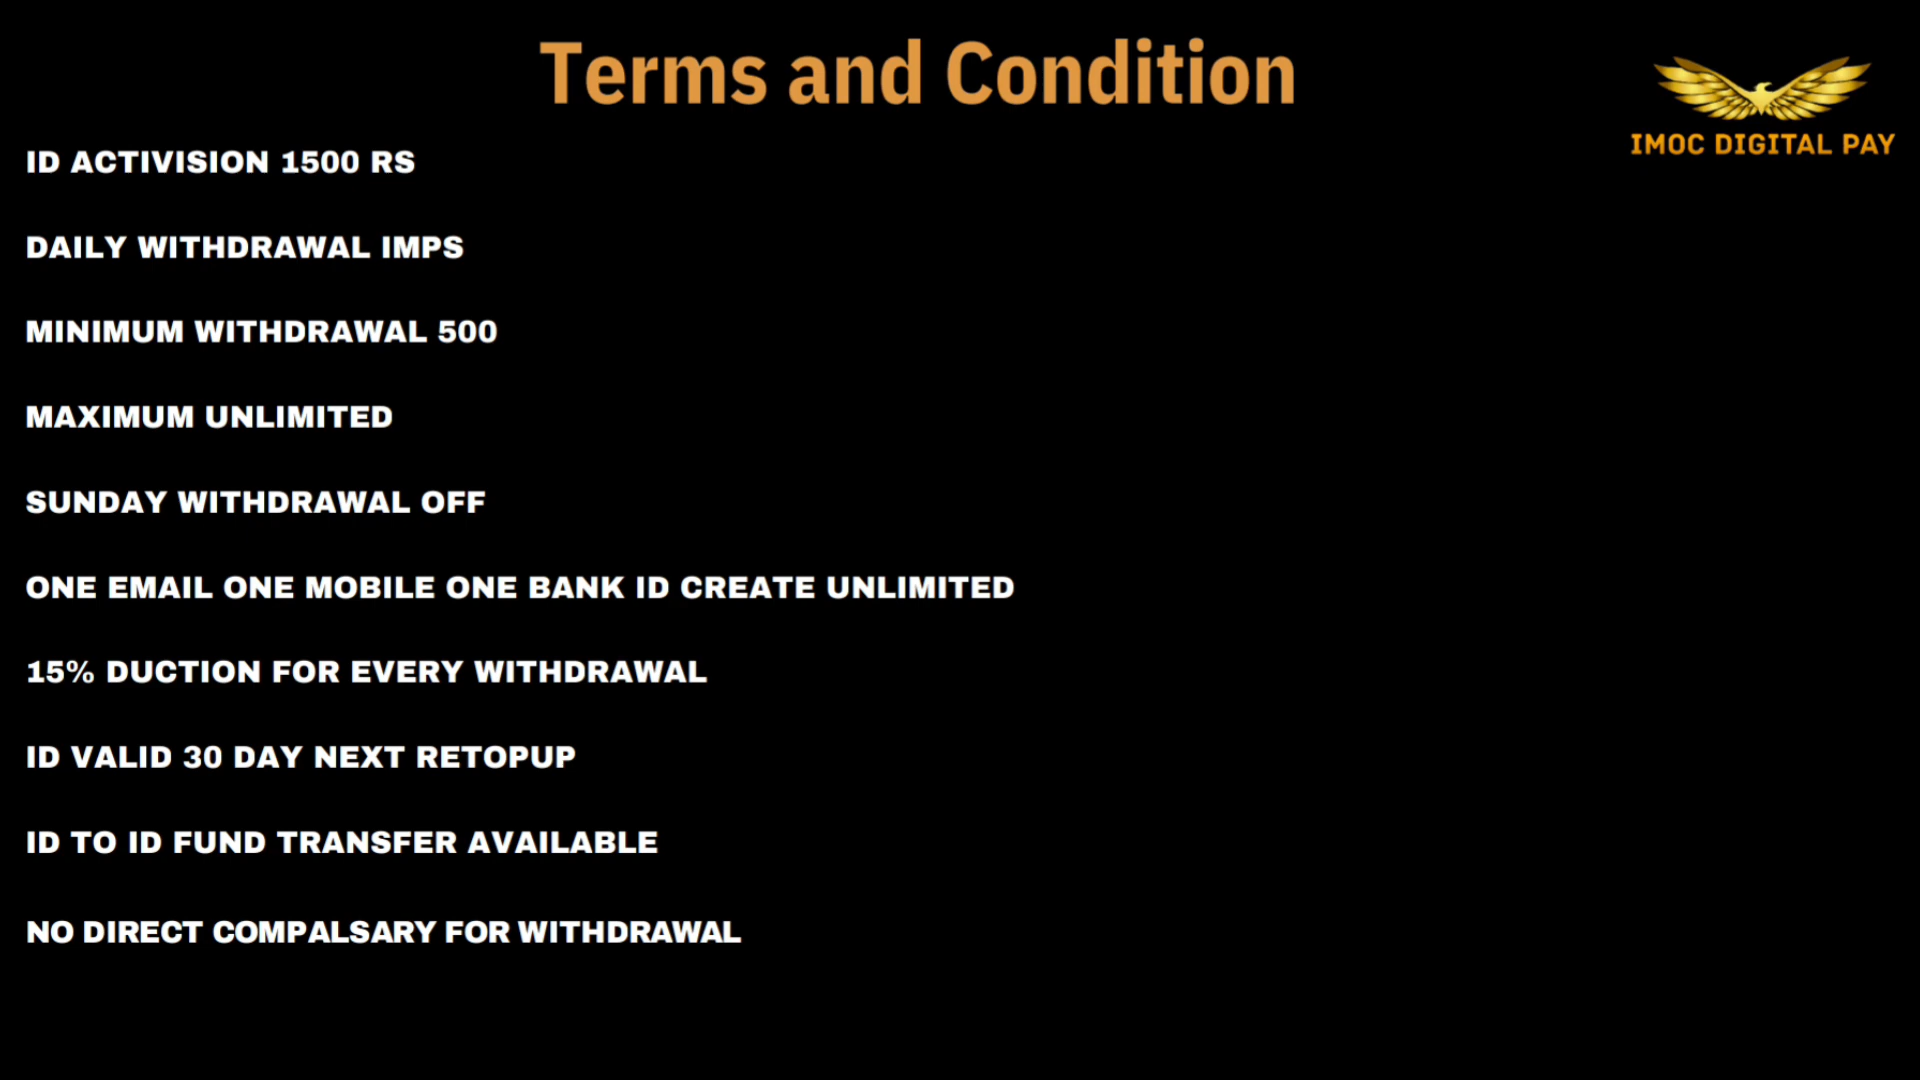 Terms and Condition
IMOC DIGITAL PAY
ID ACTIVISION 1500 RS
DAILY WITHDRAWAL IMPS
MINIMUM WITHDRAWAL 500
MAXIMUM UNLIMITED
SUNDAY WITHDRAWAL OFF
ONE EMAIL ONE MOBILE ONE BANK ID CREATE UNLIMITED
15% DUCTION FOR EVERY WITHDRAWAL
ID VALID 30 DAY NEXT RETOPUP
ID TO ID FUND TRANSFER AVAILABLE
NO DIRECT COMPALSARY FOR WITHDRAWAL